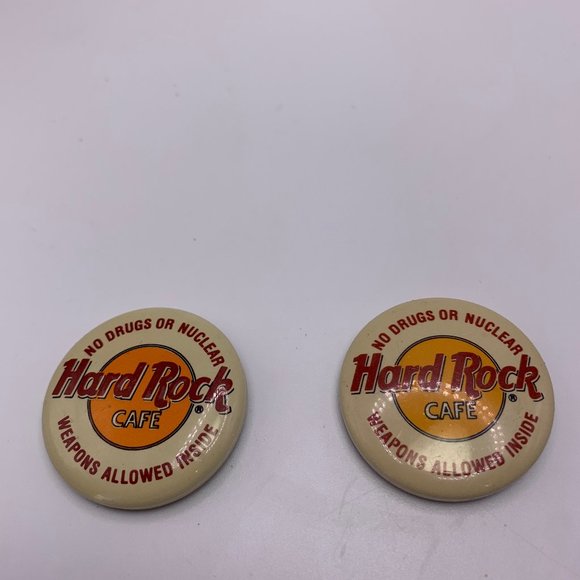 NO DRUGS OR NUCLEAR
Hard Rock
CAFE
®
WEAPONS ALLOWED INSIDE
NO DRUGS OR NUCLEAR
Hard Rock
CAFE
®
WEAPONS ALLOWED INSIDE